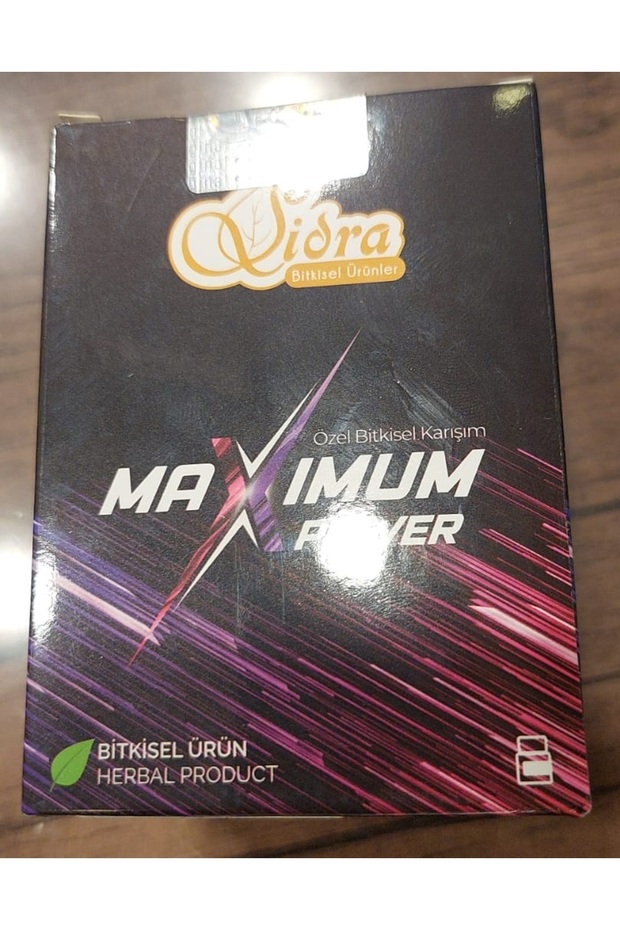 Sidra
Bitkisel Ürünler
Özel Bitkisel Karışım
MAXIMUM
BİTKİSEL ÜRÜN
HERBAL PRODUCT